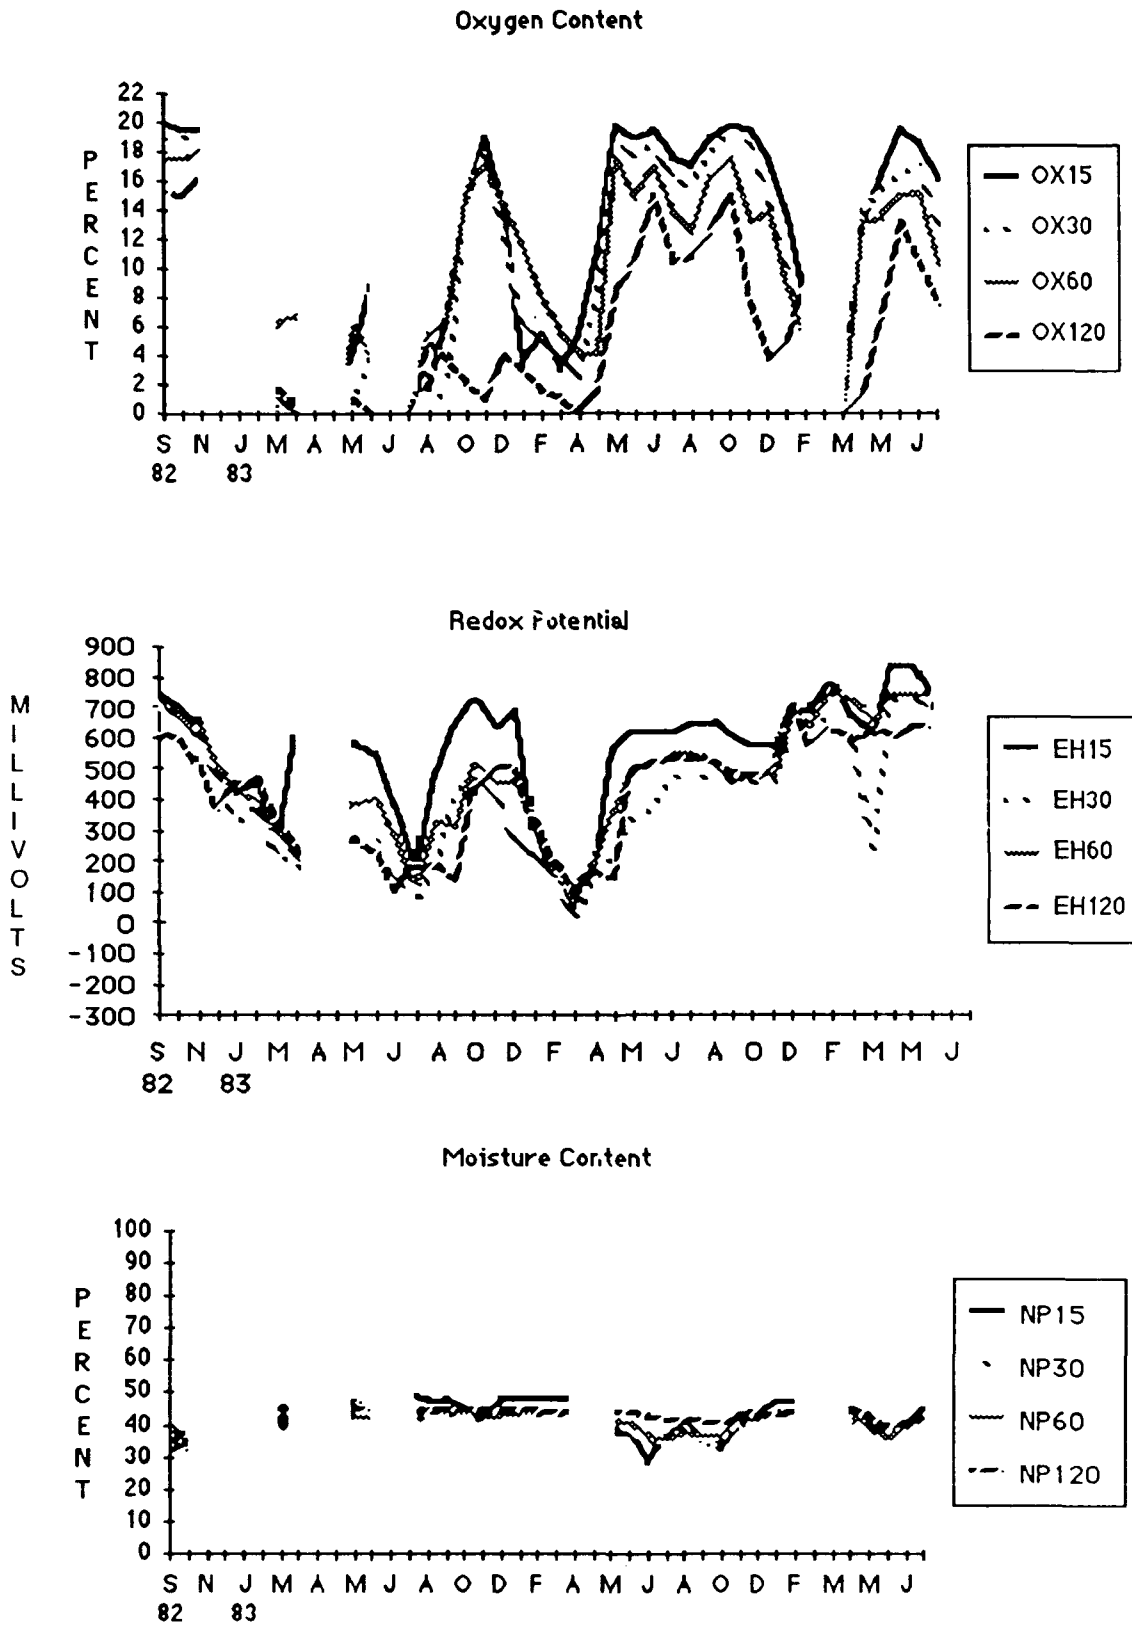 Oxygen Content
PERCENT
22
20
18
16
14
12
10
8
6
4
2
0
S N J M A M J A O D F A M J A O D F M M J
82 83
OX15
OX30
OX60
OX120
Redox Potential
MILLIVOLTS
900
800
700
600
500
400
300
200
100
0
-100
-200
-300
S N J M A M J A O D F A M J A O D F M M J
82 83
EH15
EH30
EH60
EH120
Moisture Content
PERCENT
100
90
80
70
60
50
40
30
20
10
0
S N J M A M J A O D F A M J A O D F M M J
82 83
NP15
NP30
NP60
NP120